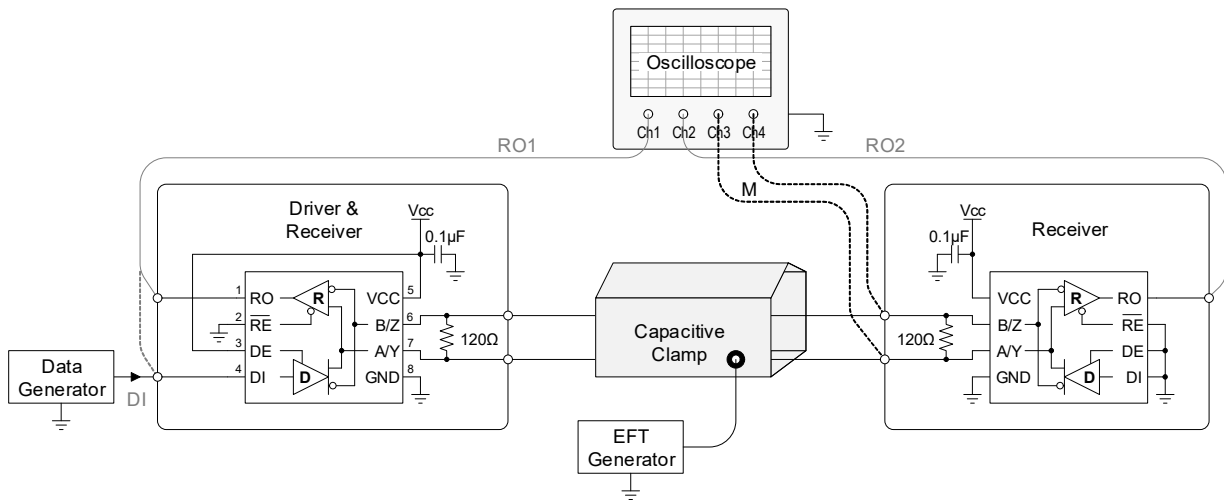 Oscilloscope
Ch1
Ch2
Ch3
Ch4
RO1
RO2
M
Driver &
Receiver
Vcc
0.1µF
1
RO
R
VCC
5
2
RE
B/Z
6
3
DE
A/Y
7
4
DI
D
GND
8
120Ω
Data
Generator
DI
Capacitive
Clamp
EFT
Generator
Vcc
0.1µF
Receiver
VCC
R
RO
B/Z
RE
A/Y
DE
GND
D
DI
120Ω